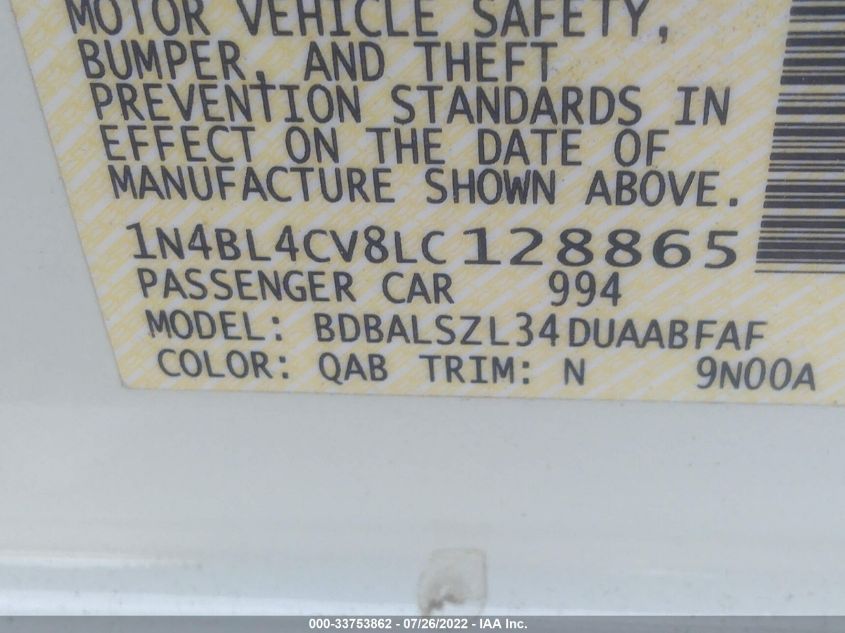 MOTOR VEHICLE SAFETY,
BUMPER, AND THEFT
PREVENTION STANDARDS IN
EFFECT ON THE DATE OF
MANUFACTURE SHOWN ABOVE.
1N4BL4CV8LC128865
PASSENGER CAR 994
MODEL: BDBALSZL34DUAABFAF
COLOR: QAB TRIM: N 9N00A
000-33753862 - 07/26/2022 - IAA Inc.